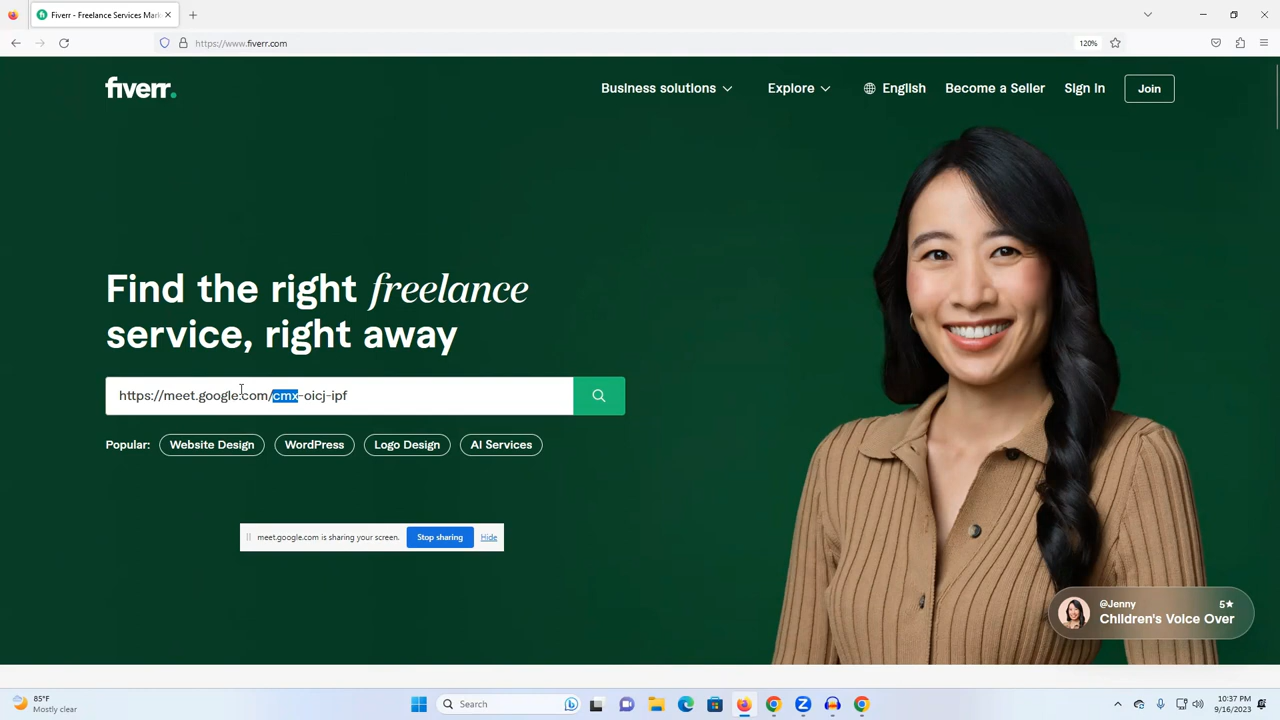 Fiverr - Freelance Services Mark
https://www.fiverr.com
120%
fiverr.
Business solutions
Explore
English
Become a Seller
Sign In
Join
Find the right freelance
service, right away
https://meet.google.com/cmx-oicj-ipf
Popular:
Website Design
WordPress
Logo Design
AI Services
meet.google.com is sharing your screen.
Stop sharing
Hide
@Jenny
5★
Children's Voice Over
85°F
Mostly clear
Search
10:37 PM
9/16/2023